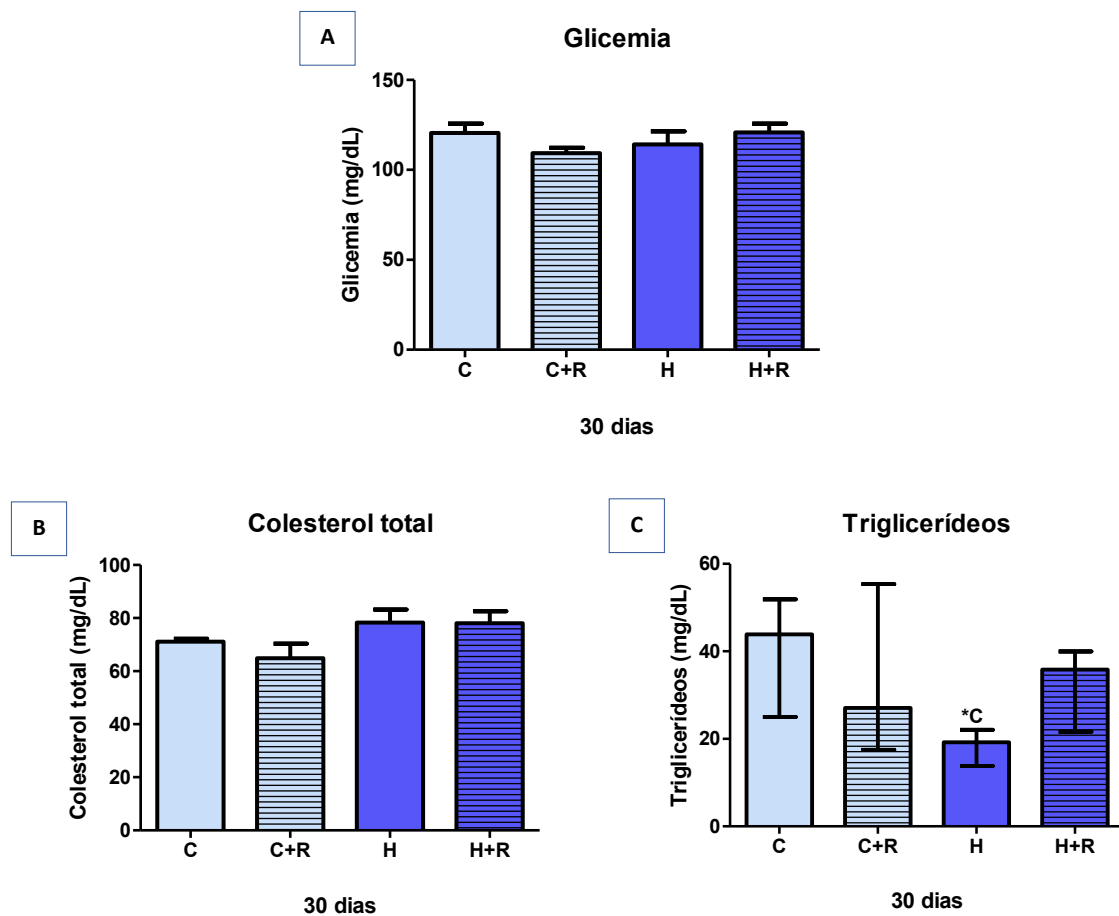 A
Glicemia
Glicemia (mg/dL)
150
100
50
0
C C+R H H+R
30 dias
B
Colesterol total
Colesterol total (mg/dL)
100
80
60
40
20
0
C C+R H H+R
30 dias
C
Triglicerídeos
Triglicerídeos (mg/dL)
60
40
20
0
*C
C C+R H H+R
30 dias